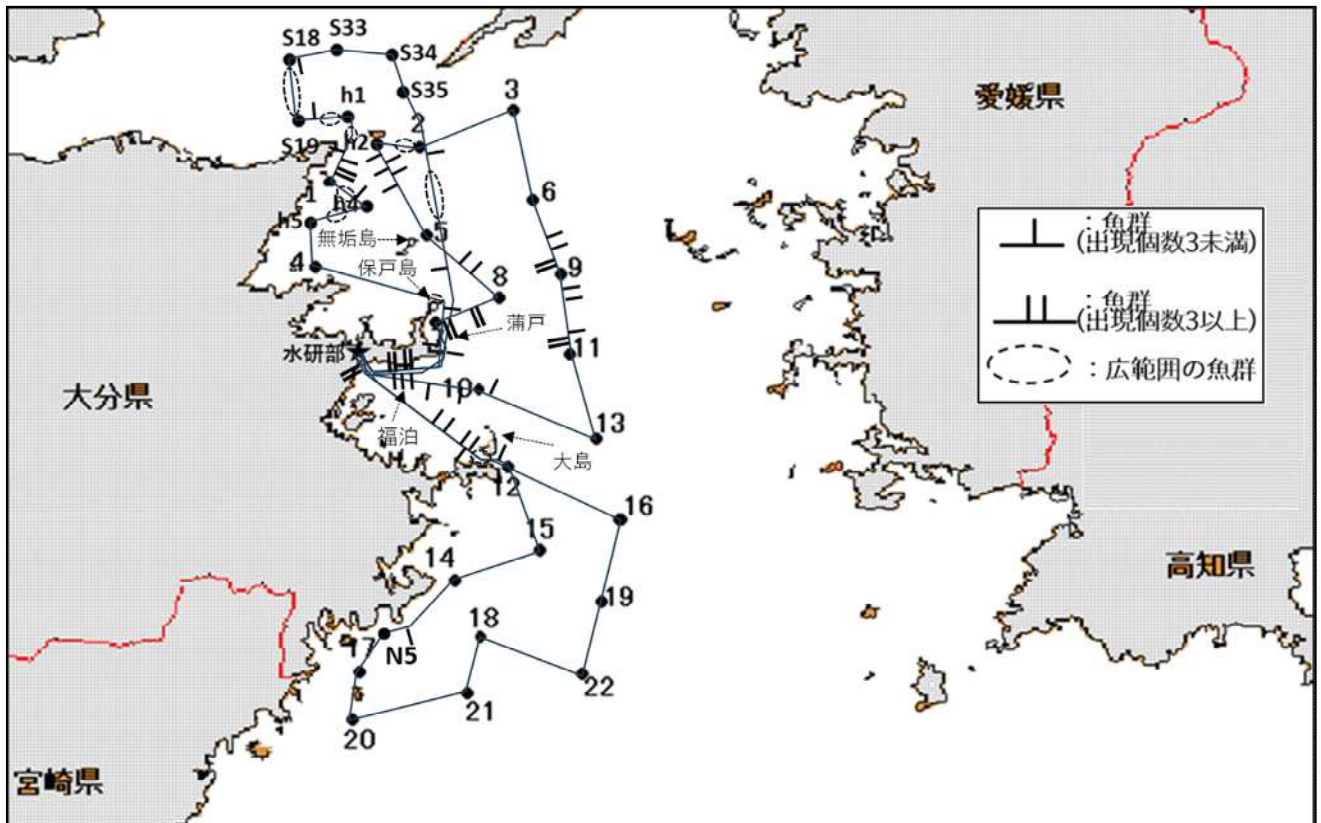 S33
S18
S34
S35
3
愛媛県
h1
S19
h2
2
1
h4
h5
6
5
無垢島
4
9
保戸島
8
蒲戸
水研部
11
大分県
10
福泊
13
大島
12
16
15
14
高知県
19
18
N5
17
22
21
20
宮崎県
：魚群
(出現個数3未満)
：魚群
(出現個数3以上)
：広範囲の魚群